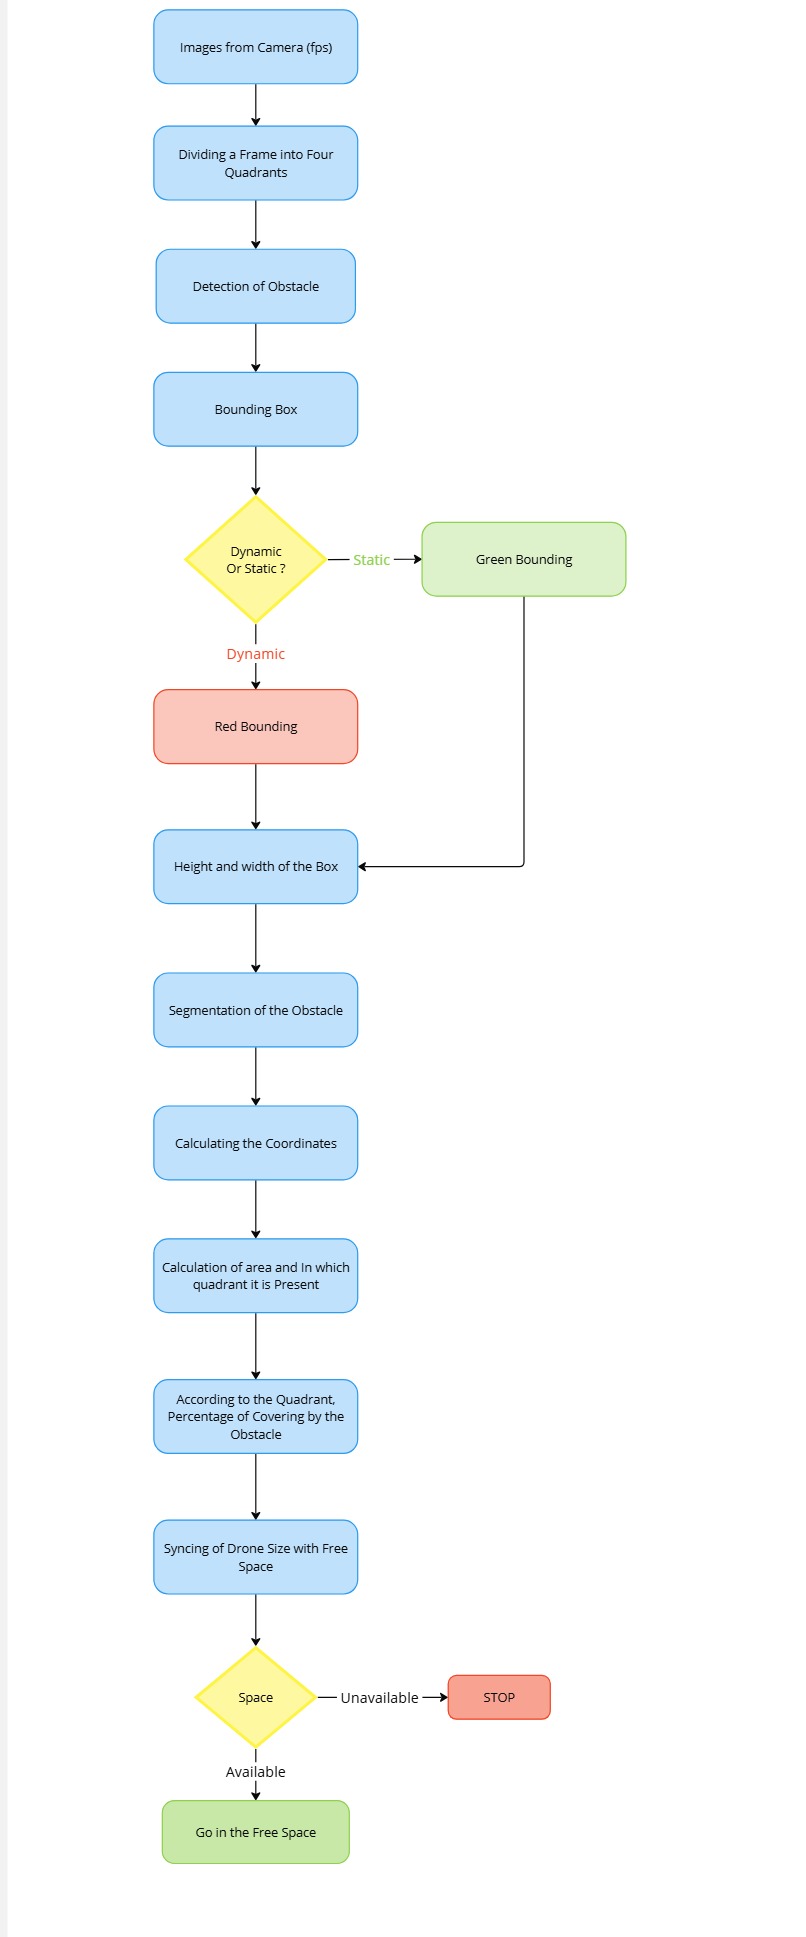 Images from Camera (fps)
Dividing a Frame into Four
Quadrants
Detection of Obstacle
Bounding Box
Dynamic
Or Static ?
Static
Green Bounding
Dynamic
Red Bounding
Height and width of the Box
Segmentation of the Obstacle
Calculating the Coordinates
Calculation of area and In which
quadrant it is Present
According to the Quadrant,
Percentage of Covering by the
Obstacle
Syncing of Drone Size with Free
Space
Space
Unavailable
STOP
Available
Go in the Free Space